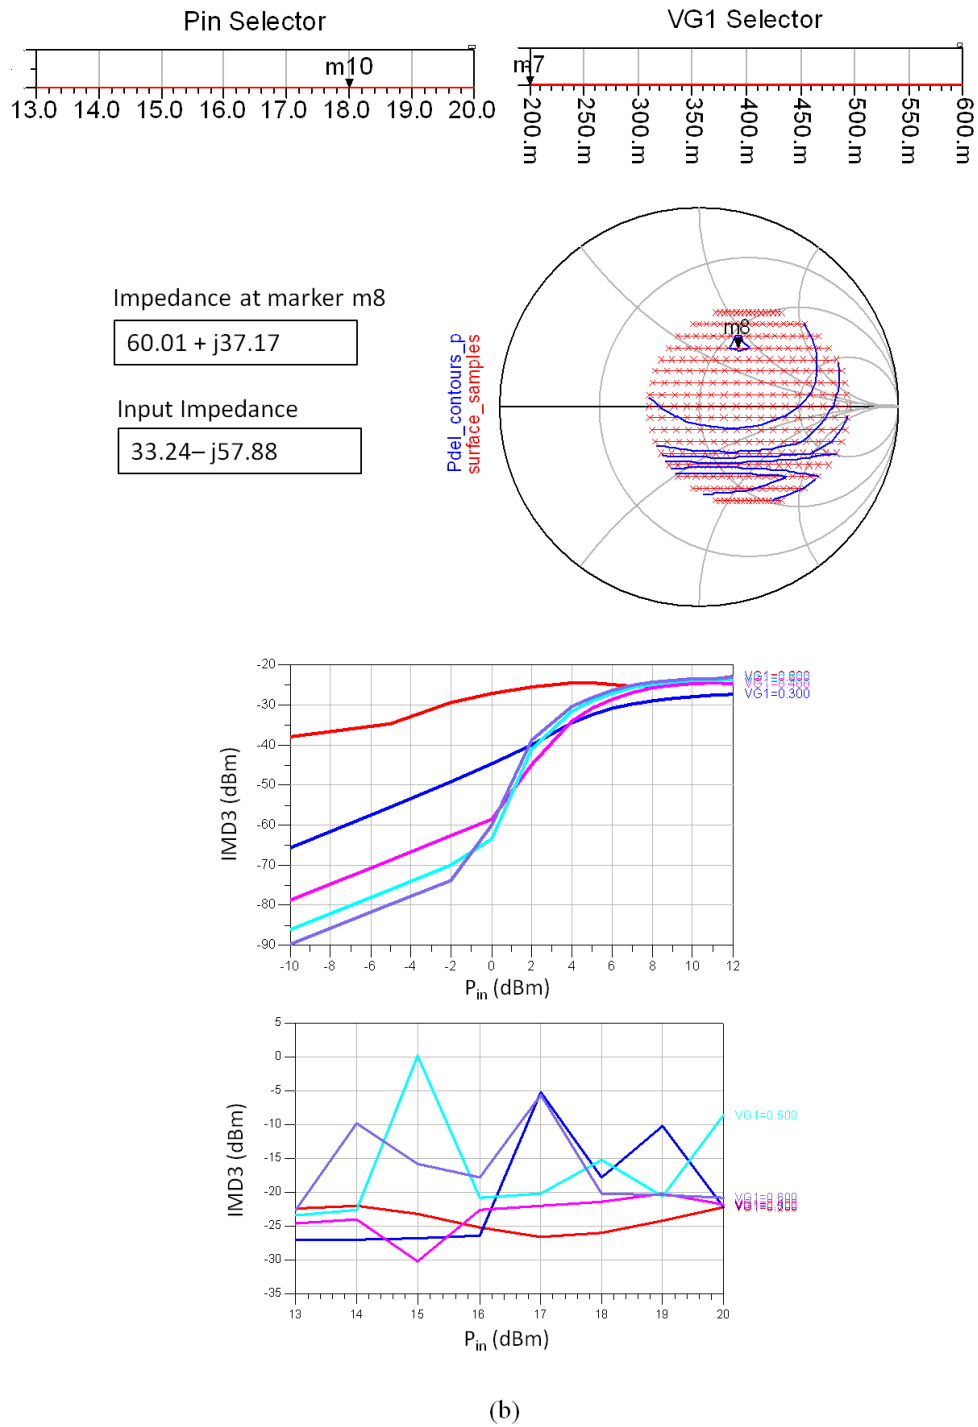 Pin Selector
VG1 Selector
m10
m7
13.0 14.0 15.0 16.0 17.0 18.0 19.0 20.0
200.m 250.m 300.m 350.m 400.m 450.m 500.m 550.m 600.m
Impedance at marker m8
60.01 + j37.17
Input Impedance
33.24– j57.88
Pdel_contours_p
surface_samples
m8
-20
-30
-40
-50
-60
-70
-80
-90
IMD3 (dBm)
-10 -8 -6 -4 -2 0 2 4 6 8 10 12
Pin (dBm)
VG1=0.300
5
0
-5
-10
-15
-20
-25
-30
-35
IMD3 (dBm)
13 14 15 16 17 18 19 20
Pin (dBm)
VG1=0.500
VG1=0.600
(b)